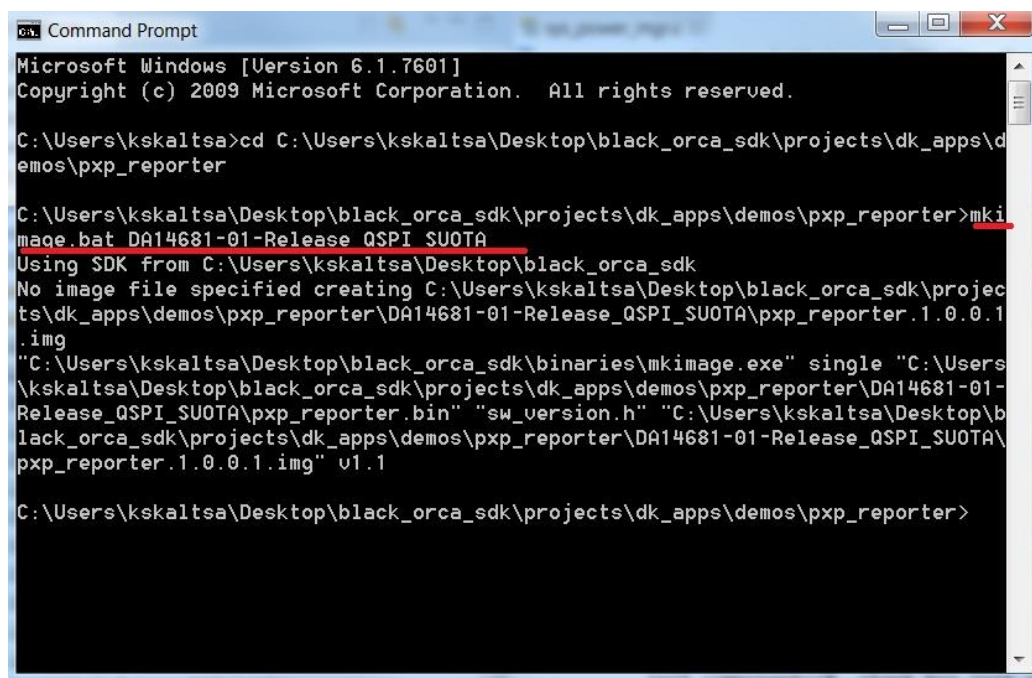 Command Prompt
Microsoft Windows [Version 6.1.7601]
Copyright (c) 2009 Microsoft Corporation.  All rights reserved.
C:\Users\kskaltsa>cd C:\Users\kskaltsa\Desktop\black_orca_sdk\projects\dk_apps\d
emos\pxp_reporter
C:\Users\kskaltsa\Desktop\black_orca_sdk\projects\dk_apps\demos\pxp_reporter>mki
mage.bat DA14681-01-Release_QSPI_SUOTA
Using SDK from C:\Users\kskaltsa\Desktop\black_orca_sdk
No image file specified creating C:\Users\kskaltsa\Desktop\black_orca_sdk\projec
ts\dk_apps\demos\pxp_reporter\DA14681-01-Release_QSPI_SUOTA\pxp_reporter.1.0.0.1
.img
"C:\Users\kskaltsa\Desktop\black_orca_sdk\binaries\mkimage.exe" single "C:\Users
\kskaltsa\Desktop\black_orca_sdk\projects\dk_apps\demos\pxp_reporter\DA14681-01-
Release_QSPI_SUOTA\pxp_reporter.bin" "sw_version.h" "C:\Users\kskaltsa\Desktop\b
lack_orca_sdk\projects\dk_apps\demos\pxp_reporter\DA14681-01-Release_QSPI_SUOTA\
pxp_reporter.1.0.0.1.img" v1.1
C:\Users\kskaltsa\Desktop\black_orca_sdk\projects\dk_apps\demos\pxp_reporter>